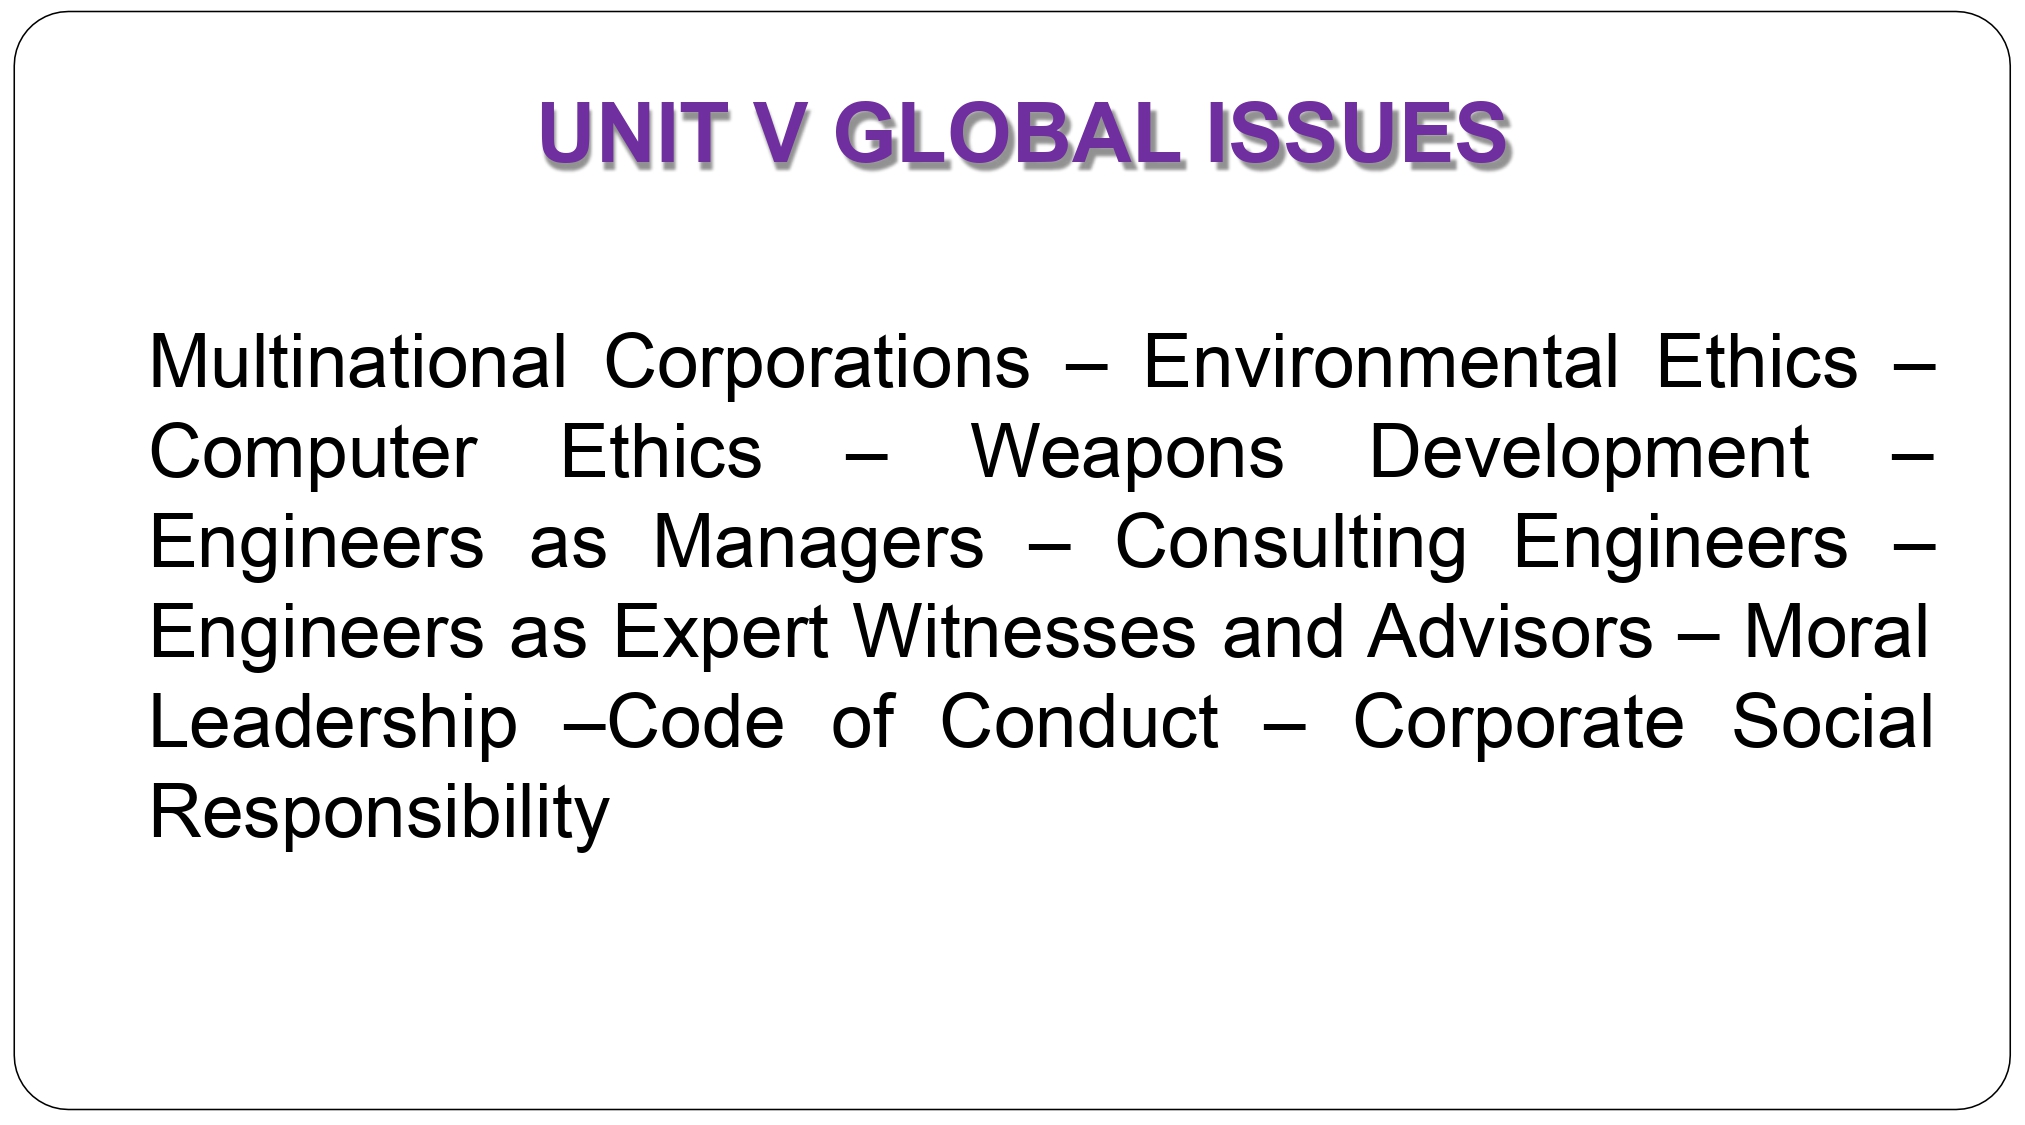 UNIT V GLOBAL ISSUES
Multinational Corporations – Environmental Ethics –
Computer Ethics – Weapons Development –
Engineers as Managers – Consulting Engineers –
Engineers as Expert Witnesses and Advisors – Moral
Leadership –Code of Conduct – Corporate Social
Responsibility